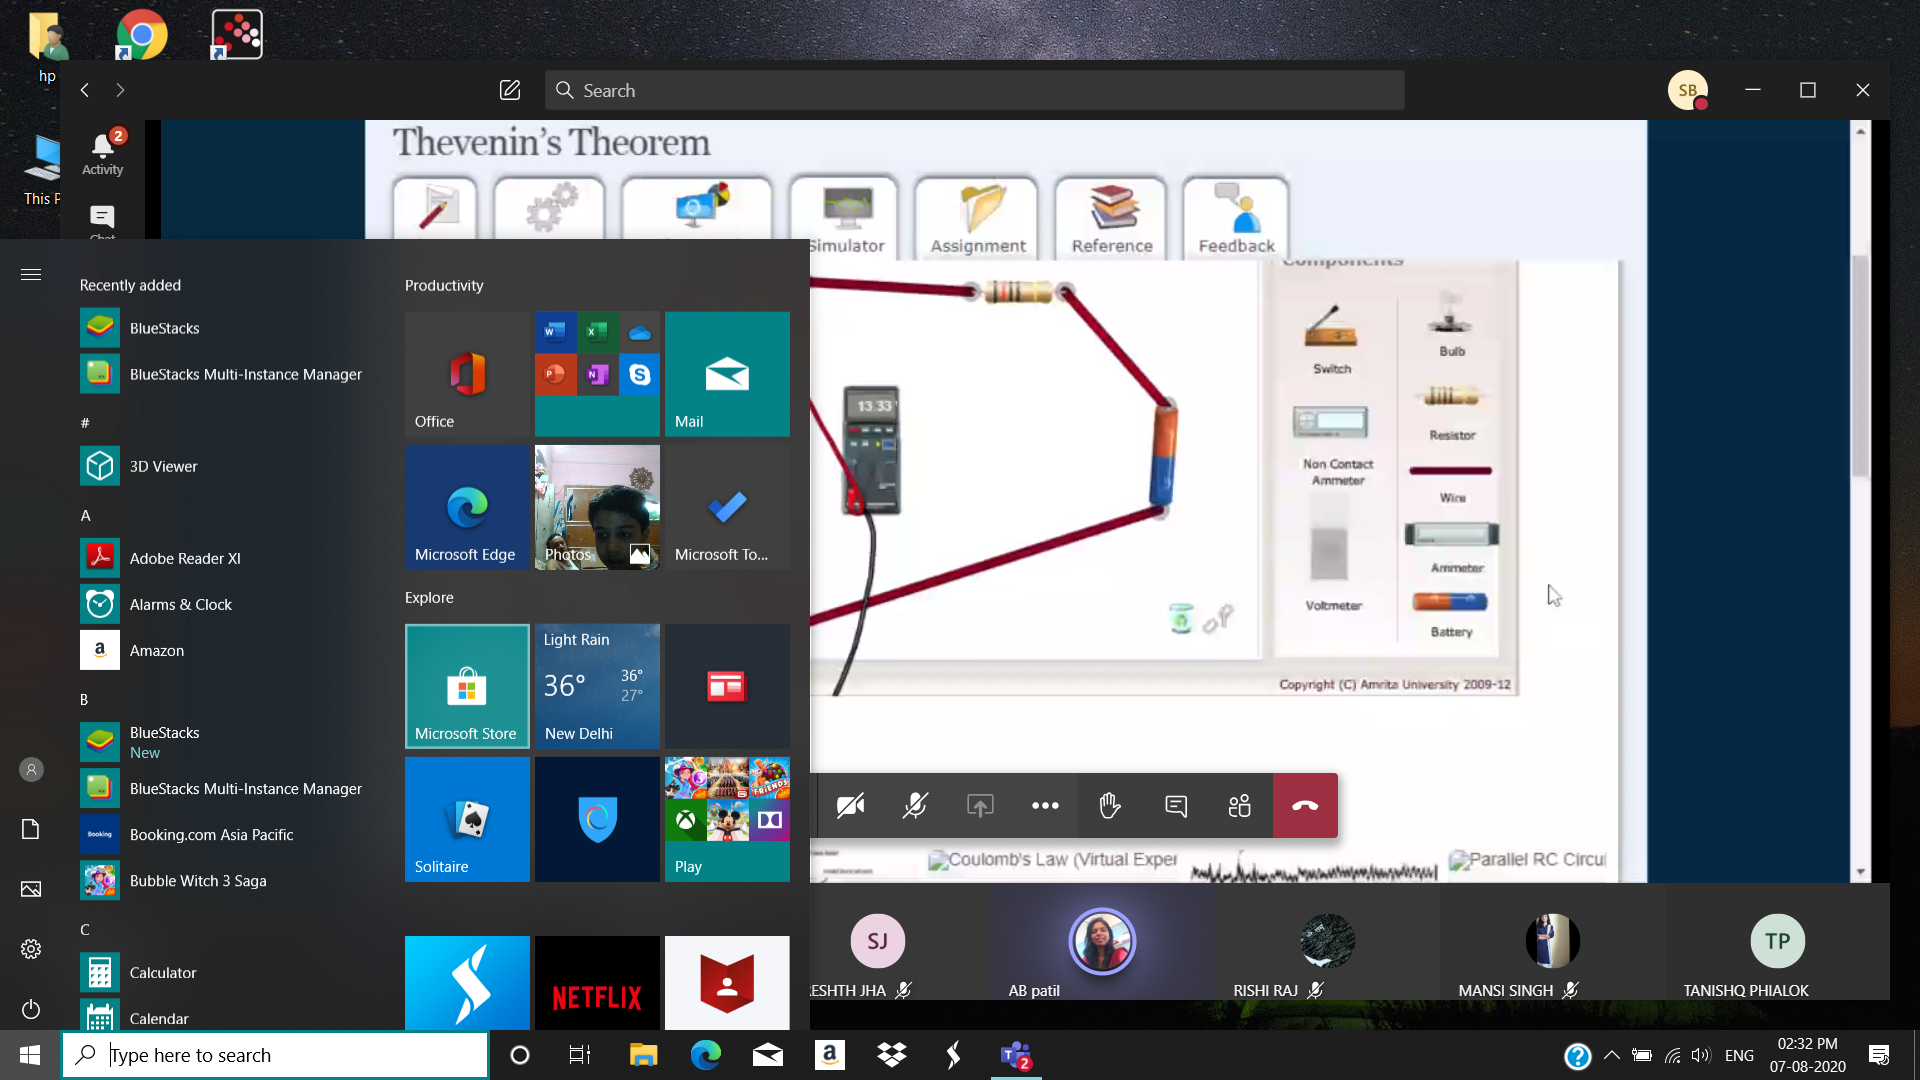 hp
Search
SB
This P
2
Activity
Chat
Thevenin's Theorem
Simulator
Assignment
Reference
Feedback
Components
Switch
Bulb
Non Contact
Ammeter
Resistor
Wire
Voltmeter
Ammeter
Battery
13.33
Copyright (C) Amrita University 2009-12
Recently added
BlueStacks
BlueStacks Multi-Instance Manager
#
3D Viewer
A
Adobe Reader XI
Alarms & Clock
Amazon
B
BlueStacks
New
BlueStacks Multi-Instance Manager
Booking
Booking.com Asia Pacific
Bubble Witch 3 Saga
C
Calculator
Calendar
Productivity
Office
Mail
Microsoft Edge
Photos
Microsoft To...
Explore
Microsoft Store
Light Rain
36°
36°
27°
New Delhi
Solitaire
FRIENDS
Play
NETFLIX
Coulomb's Law (Virtual Exper
Parallel RC Circui
SJ
ESHTH JHA
AB patil
RISHI RAJ
MANSI SINGH
TP
TANISHQ PHIALOK
Type here to search
2
ENG
02:32 PM
07-08-2020